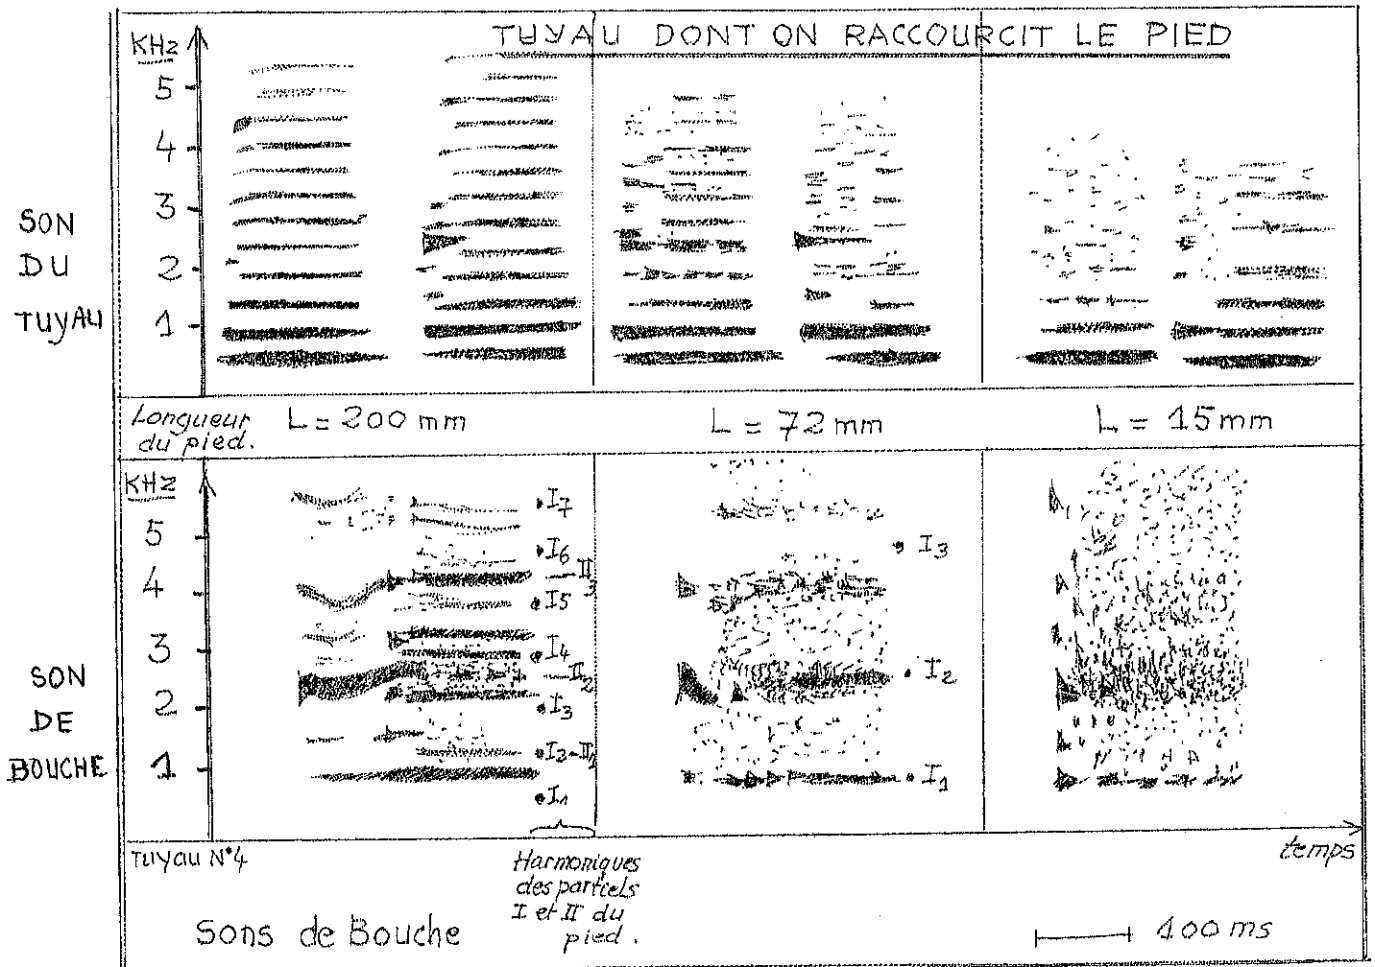 TUYAU DONT ON RACCOURCIT LE PIED
KHz
5
4
3
2
1
SON
DU
TUYAU
Longueur
du pied.
L = 200 mm
L = 72 mm
L = 15 mm
KHz
5
4
3
2
1
SON
DE
BOUCHE
I7
I6
II3
I5
I4
II2
I3
I2-II1
I1
I3
I2
I1
temps
Tuyau N°4
Harmoniques
des partiels
I et II du
pied.
Sons de Bouche
100 ms